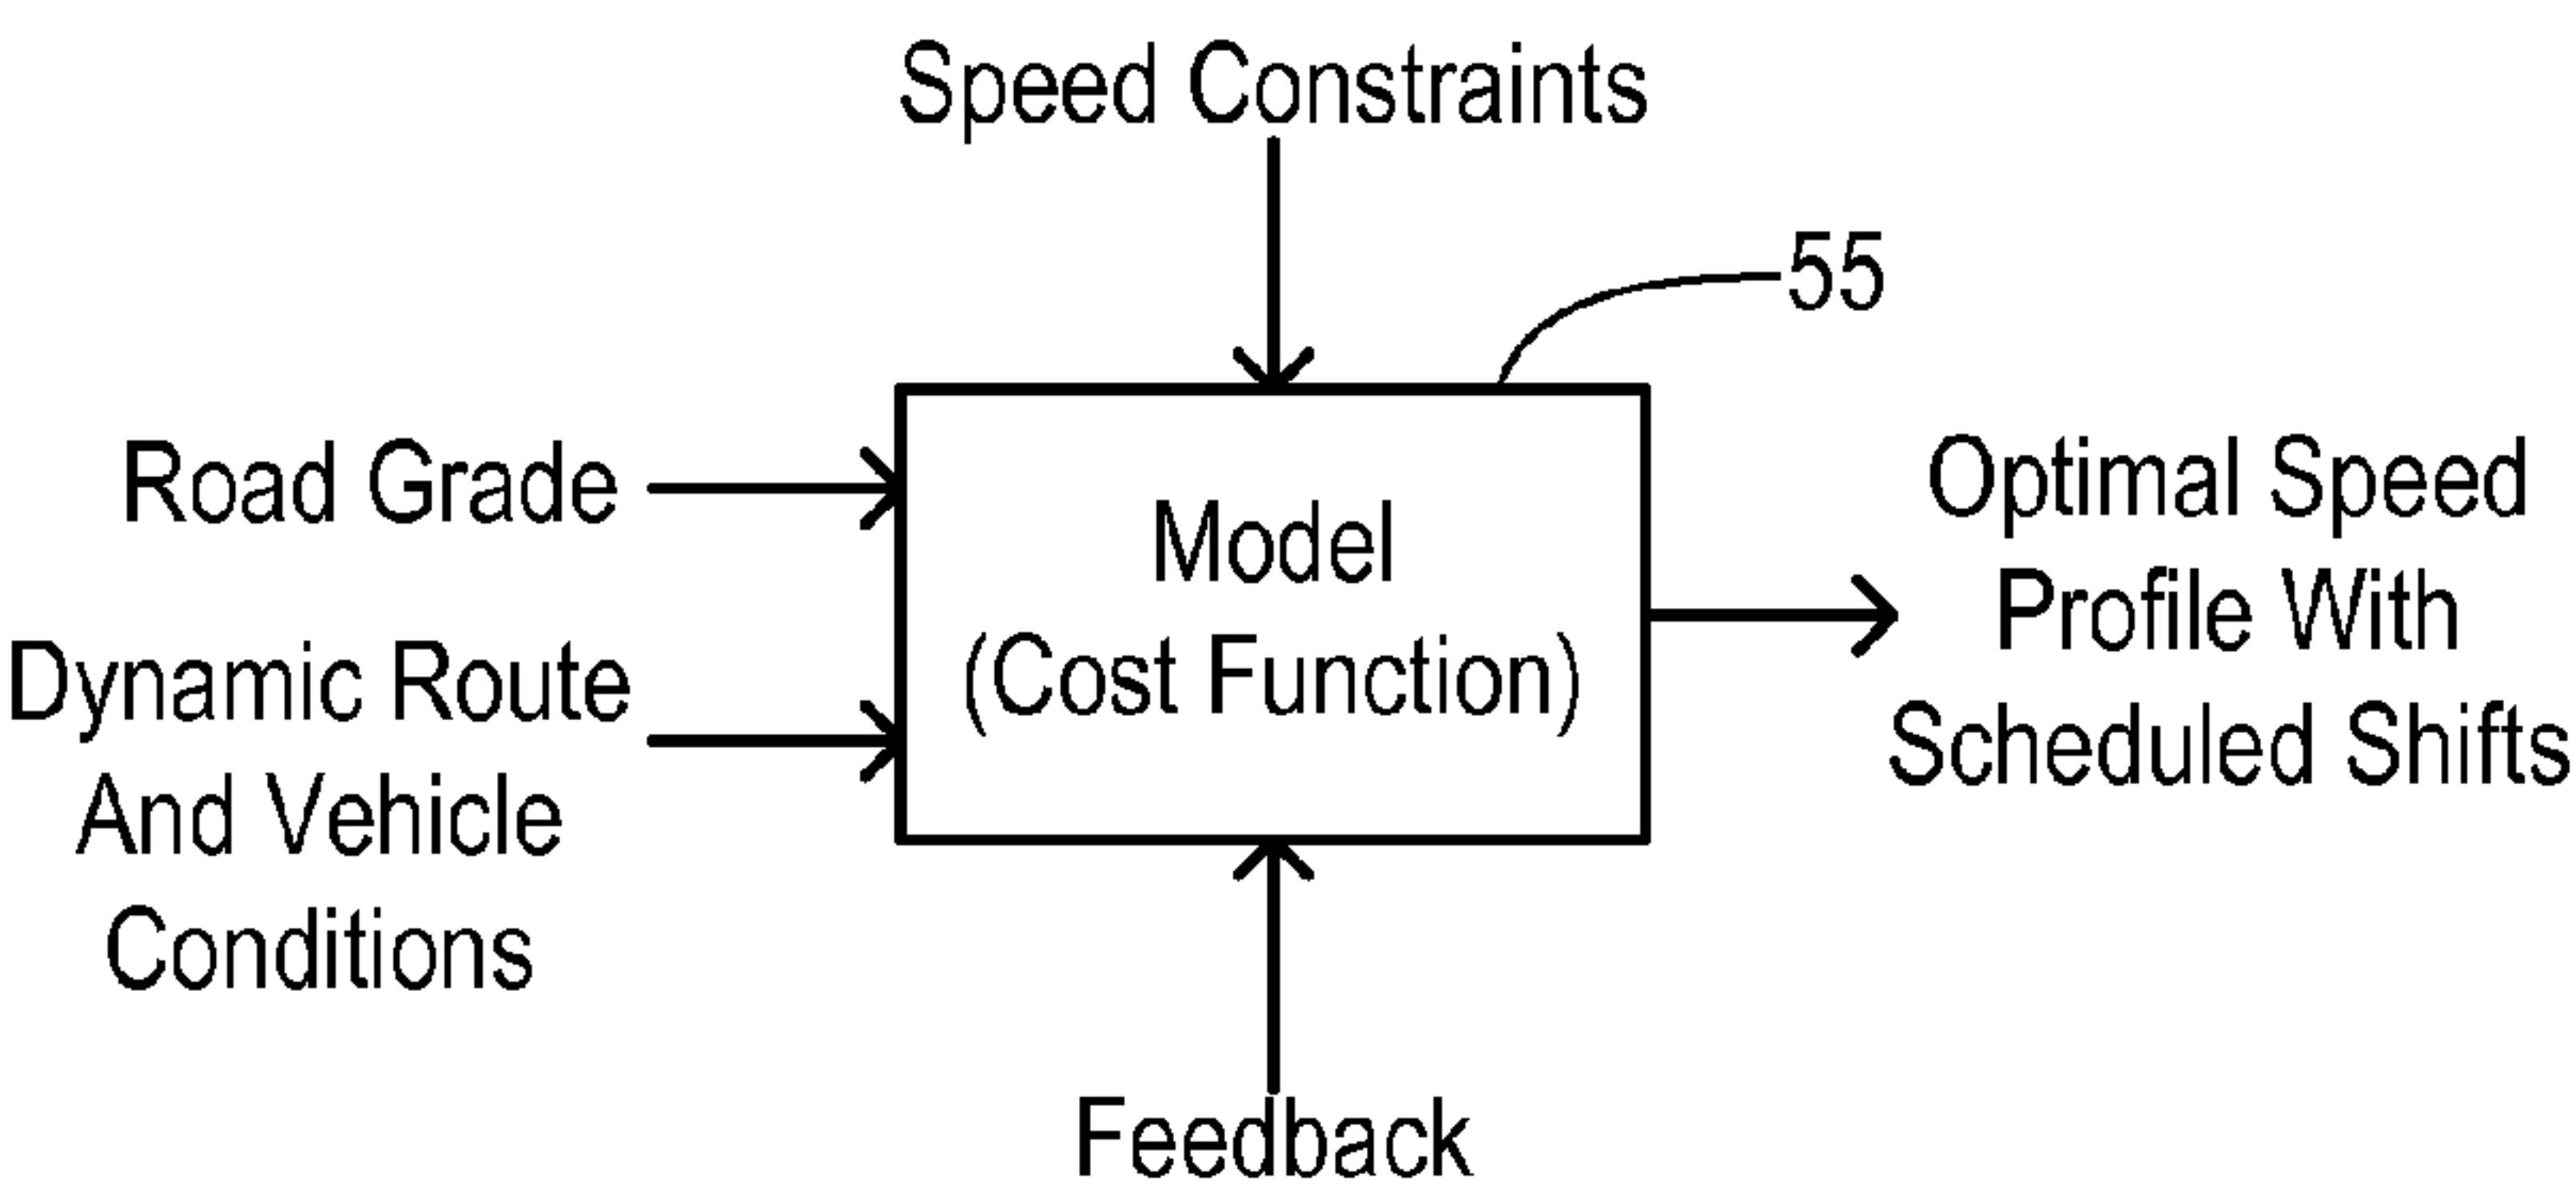 Speed Constraints
55
Road Grade
Dynamic Route
And Vehicle
Conditions
Model
(Cost Function)
Optimal Speed
Profile With
Scheduled Shifts
Feedback